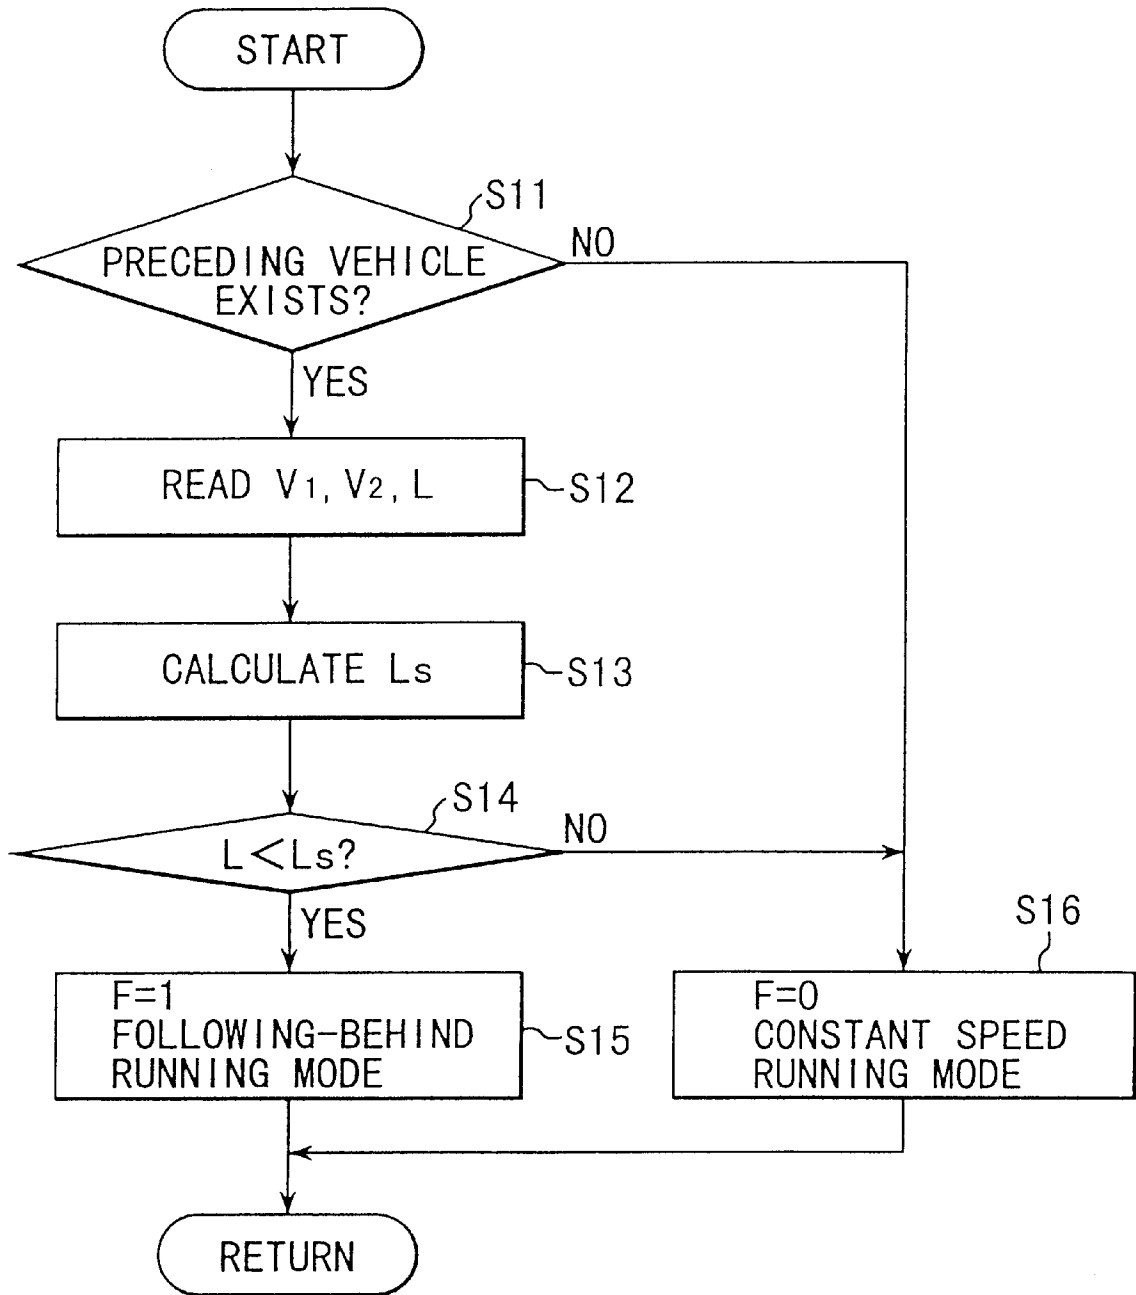 START
S11
PRECEDING VEHICLE
EXISTS?
NO
YES
READ V1, V2, L
S12
CALCULATE Ls
S13
S14
L<Ls?
NO
YES
F=1
FOLLOWING-BEHIND
RUNNING MODE
S15
S16
F=0
CONSTANT SPEED
RUNNING MODE
RETURN